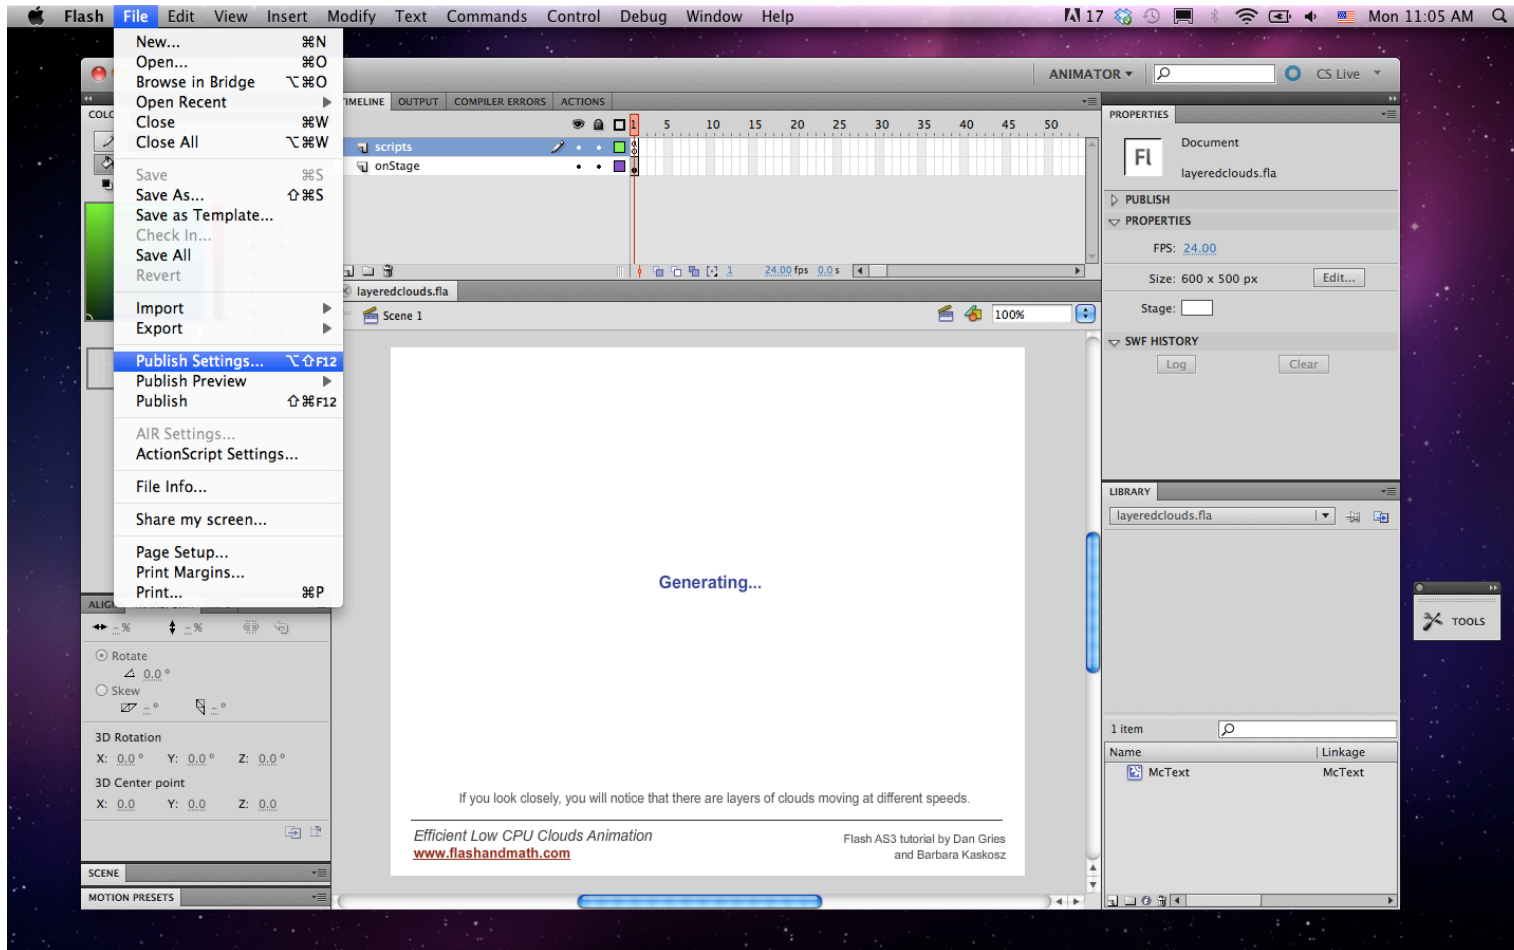 Flash File Edit View Insert Modify Text Commands Control Debug Window Help 17 Mon 11:05 AM
New... ⌘N
Open... ⌘O
Browse in Bridge ⌥⌘O
Open Recent ▶
Close ⌘W
Close All ⌥⌘W
Save ⌘S
Save As... ⇧⌘S
Save as Template...
Check In...
Save All
Revert
Import ▶
Export ▶
Publish Settings... ⌥⇧F12
Publish Preview ▶
Publish ⇧⌘F12
AIR Settings...
ActionScript Settings...
File Info...
Share my screen...
Page Setup...
Print Margins...
Print... ⌘P
ANIMATOR CS Live
TIMELINE OUTPUT COMPILER ERRORS ACTIONS
1 5 10 15 20 25 30 35 40 45 50
scripts
onStage
1 24.00 fps 0.0 s
layeredclouds.fla
Scene 1 100%
Generating...
If you look closely, you will notice that there are layers of clouds moving at different speeds.
Efficient Low CPU Clouds Animation
www.flashandmath.com
Flash AS3 tutorial by Dan Gries
and Barbara Kaskosz
PROPERTIES
Fl
Document
layeredclouds.fla
PUBLISH
PROPERTIES
FPS: 24.00
Size: 600 x 500 px Edit...
Stage:
SWF HISTORY
Log Clear
LIBRARY
layeredclouds.fla
1 item
Name Linkage
McText McText
TOOLS
%  %
Rotate
0.0 °
Skew
° °
3D Rotation
X: 0.0 ° Y: 0.0 ° Z: 0.0 °
3D Center point
X: 0.0 Y: 0.0 Z: 0.0
SCENE
MOTION PRESETS